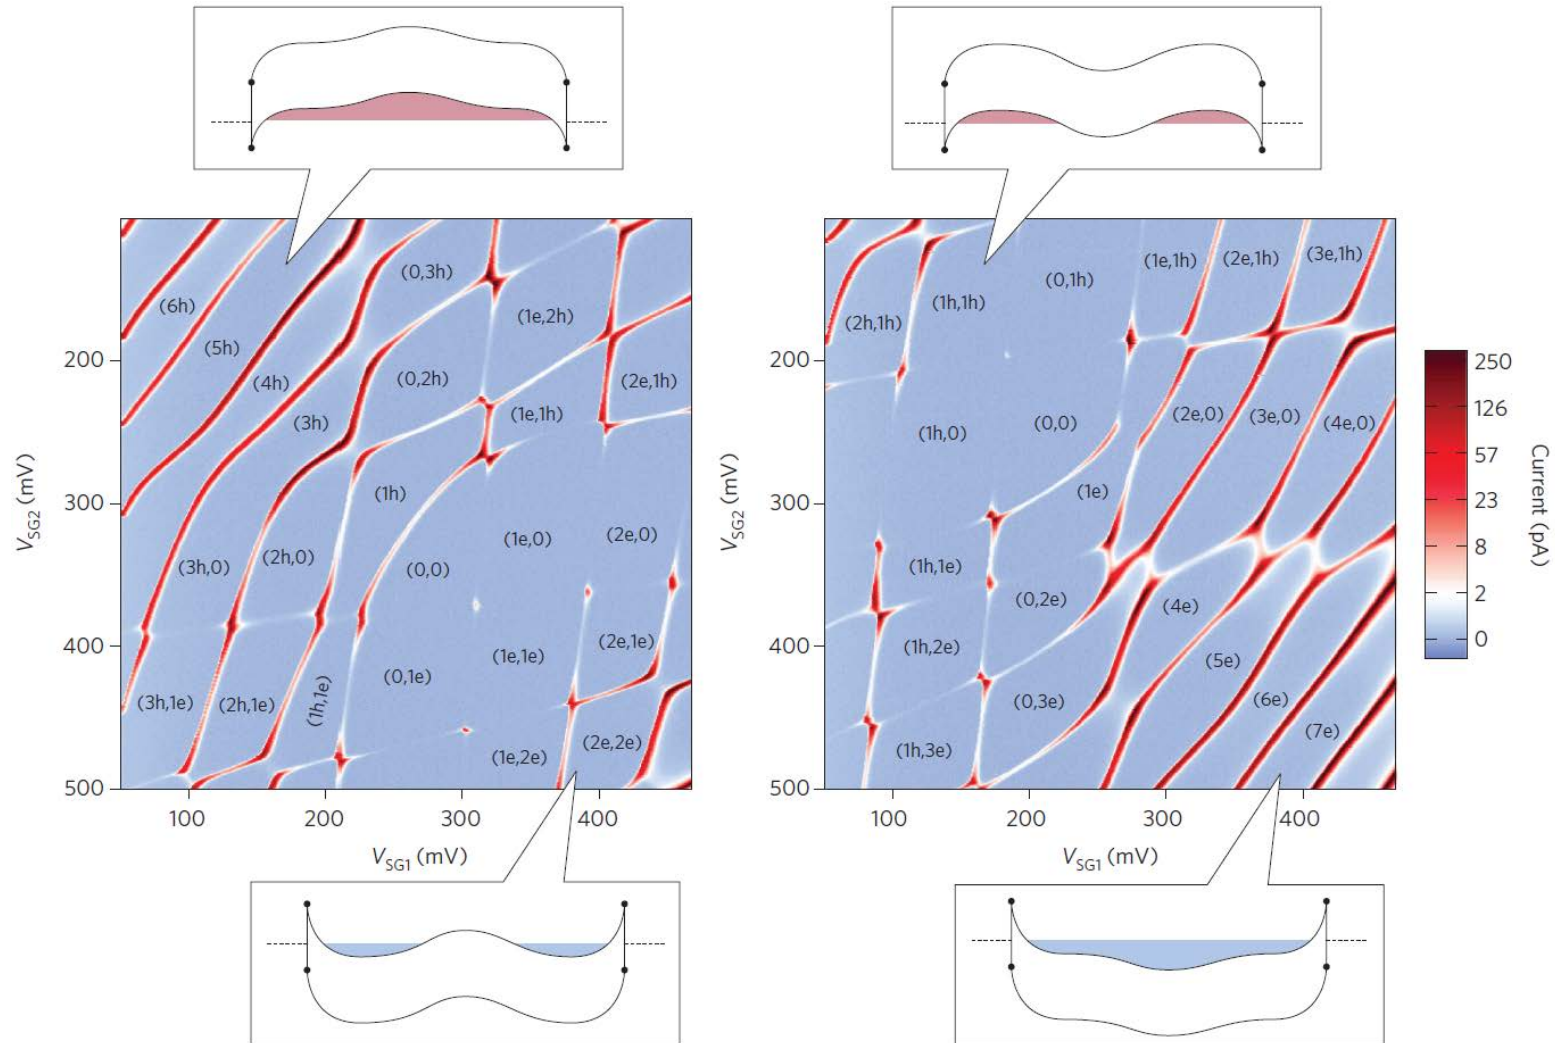 (6h)
(5h)
(4h)
(3h)
(0,3h)
(1e,2h)
(0,2h)
(2e,1h)
(1e,1h)
(1h)
(1e,0)
(2e,0)
(3h,0)
(2h,0)
(0,0)
(2e,1e)
(1e,1e)
(0,1e)
(3h,1e)
(2h,1e)
(1h,1e)
(1e,2e)
(2e,2e)
200
300
400
500
100
200
300
400
VSG2 (mV)
VSG1 (mV)
(2h,1h)
(1h,1h)
(0,1h)
(1e,1h)
(2e,1h)
(3e,1h)
(1h,0)
(0,0)
(2e,0)
(3e,0)
(4e,0)
(1e)
(1h,1e)
(0,2e)
(4e)
(1h,2e)
(5e)
(0,3e)
(6e)
(1h,3e)
(7e)
200
300
400
500
100
200
300
400
VSG2 (mV)
VSG1 (mV)
250
126
57
23
8
2
0
Current (pA)